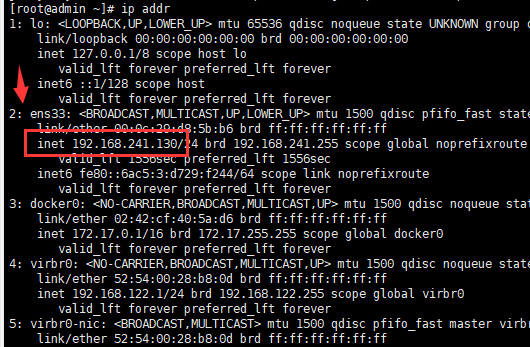 [root@admin ~]# ip addr
1: lo: <LOOPBACK,UP,LOWER_UP> mtu 65536 qdisc noqueue state UNKNOWN group d
link/loopback 00:00:00:00:00:00 brd 00:00:00:00:00:00
inet 127.0.0.1/8 scope host lo
valid_lft forever preferred_lft forever
inet6 ::1/128 scope host
valid_lft forever preferred_lft forever
2: ens33: <BROADCAST,MULTICAST,UP,LOWER_UP> mtu 1500 qdisc pfifo_fast state
link/ether 00:0c:29:d8:5b:b6 brd ff:ff:ff:ff:ff:ff
inet 192.168.241.130/24 brd 192.168.241.255 scope global noprefixroute
valid_lft 1556sec preferred_lft 1556sec
inet6 fe80::6ac5:3:d729:f244/64 scope link noprefixroute
valid_lft forever preferred_lft forever
3: docker0: <NO-CARRIER,BROADCAST,MULTICAST,UP> mtu 1500 qdisc noqueue stat
link/ether 02:42:cf:40:5a:d6 brd ff:ff:ff:ff:ff:ff
inet 172.17.0.1/16 brd 172.17.255.255 scope global docker0
valid_lft forever preferred_lft forever
4: virbr0: <NO-CARRIER,BROADCAST,MULTICAST,UP> mtu 1500 qdisc noqueue state
link/ether 52:54:00:28:b8:0d brd ff:ff:ff:ff:ff:ff
inet 192.168.122.1/24 brd 192.168.122.255 scope global virbr0
valid_lft forever preferred_lft forever
5: virbr0-nic: <BROADCAST,MULTICAST> mtu 1500 qdisc pfifo_fast master virbr
link/ether 52:54:00:28:b8:0d brd ff:ff:ff:ff:ff:ff